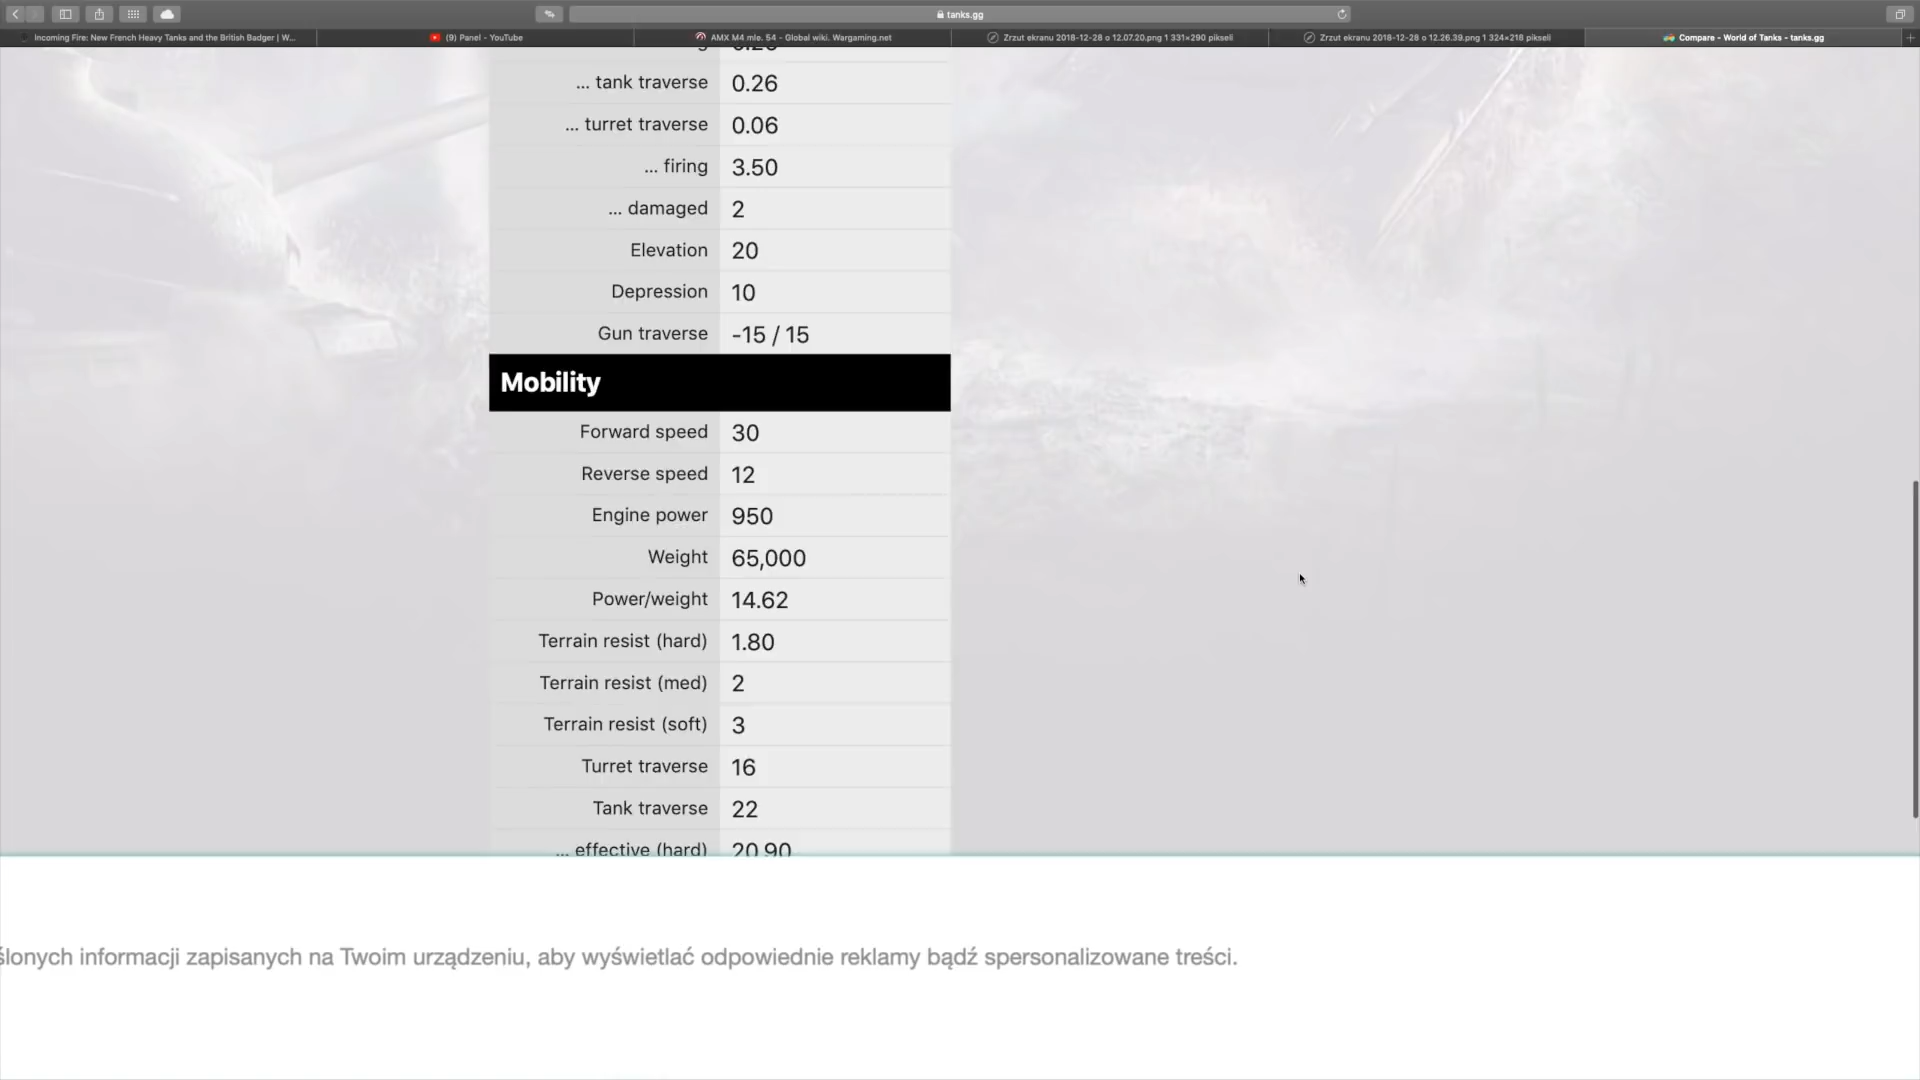 tanks.gg
Incoming Fire: New French Heavy Tanks and the British Badger | W...
(9) Panel - YouTube
AMX M4 mle. 54 - Global wiki. Wargaming.net
Zrzut ekranu 2018-12-28 o 12.07.20.png 1 331×290 pikseli
Zrzut ekranu 2018-12-28 o 12.26.39.png 1 324×218 pikseli
Compare - World of Tanks - tanks.gg
... tank traverse 0.26
... turret traverse 0.06
... firing 3.50
... damaged 2
Elevation 20
Depression 10
Gun traverse -15 / 15
Mobility
Forward speed 30
Reverse speed 12
Engine power 950
Weight 65,000
Power/weight 14.62
Terrain resist (hard) 1.80
Terrain resist (med) 2
Terrain resist (soft) 3
Turret traverse 16
Tank traverse 22
... effective (hard) 20.90
ślonych informacji zapisanych na Twoim urządzeniu, aby wyświetlać odpowiednie reklamy bądź spersonalizowane treści.